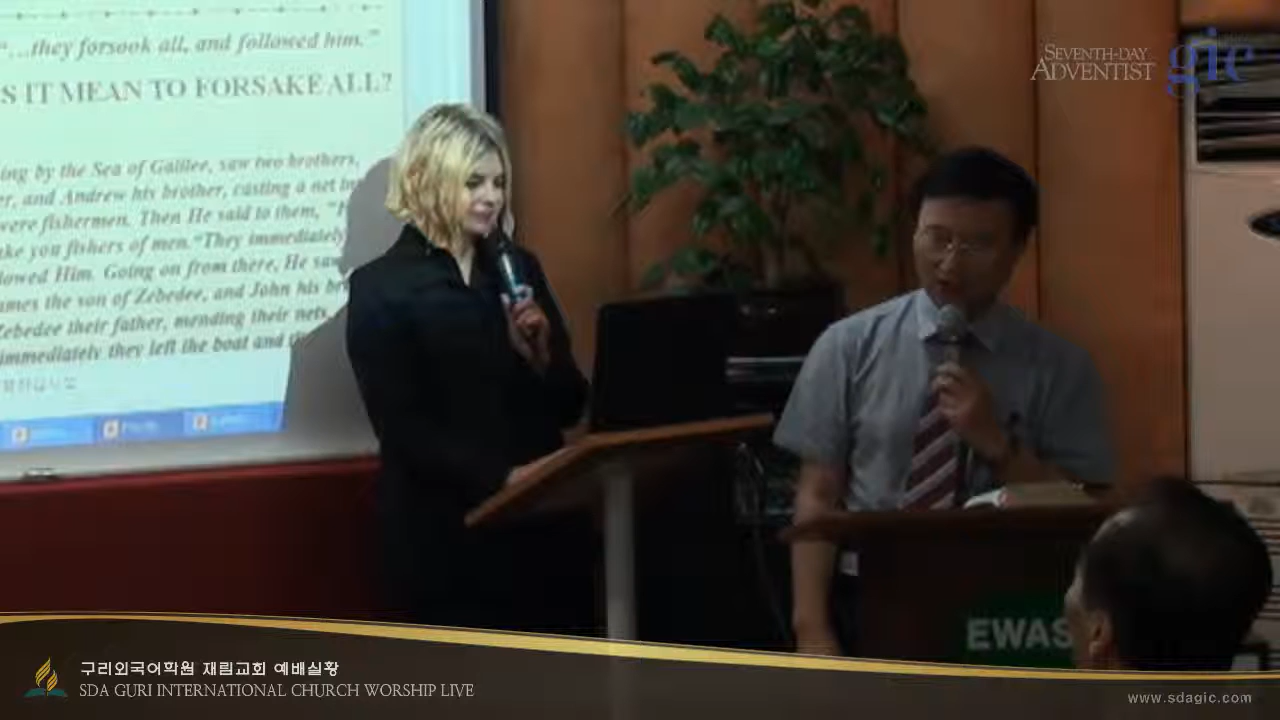 "...they forsook all, and followed him."
S IT MEAN TO FORSAKE ALL?
ing by the Sea of Galilee, saw two brothers,
er, and Andrew his brother, casting a net
were fishermen. Then He said to them,
ake you fishers of men."They immediately
lowed Him. Going on from there, He saw
ames the son of Zebedee, and John his
Zebedee their father, mending their nets.
immediately they left the boat and
SEVENTH-DAY
ADVENTIST
gic
EWAS
구리외국어학원 재림교회 예배실황
SDA GURI INTERNATIONAL CHURCH WORSHIP LIVE
www.sdagic.com